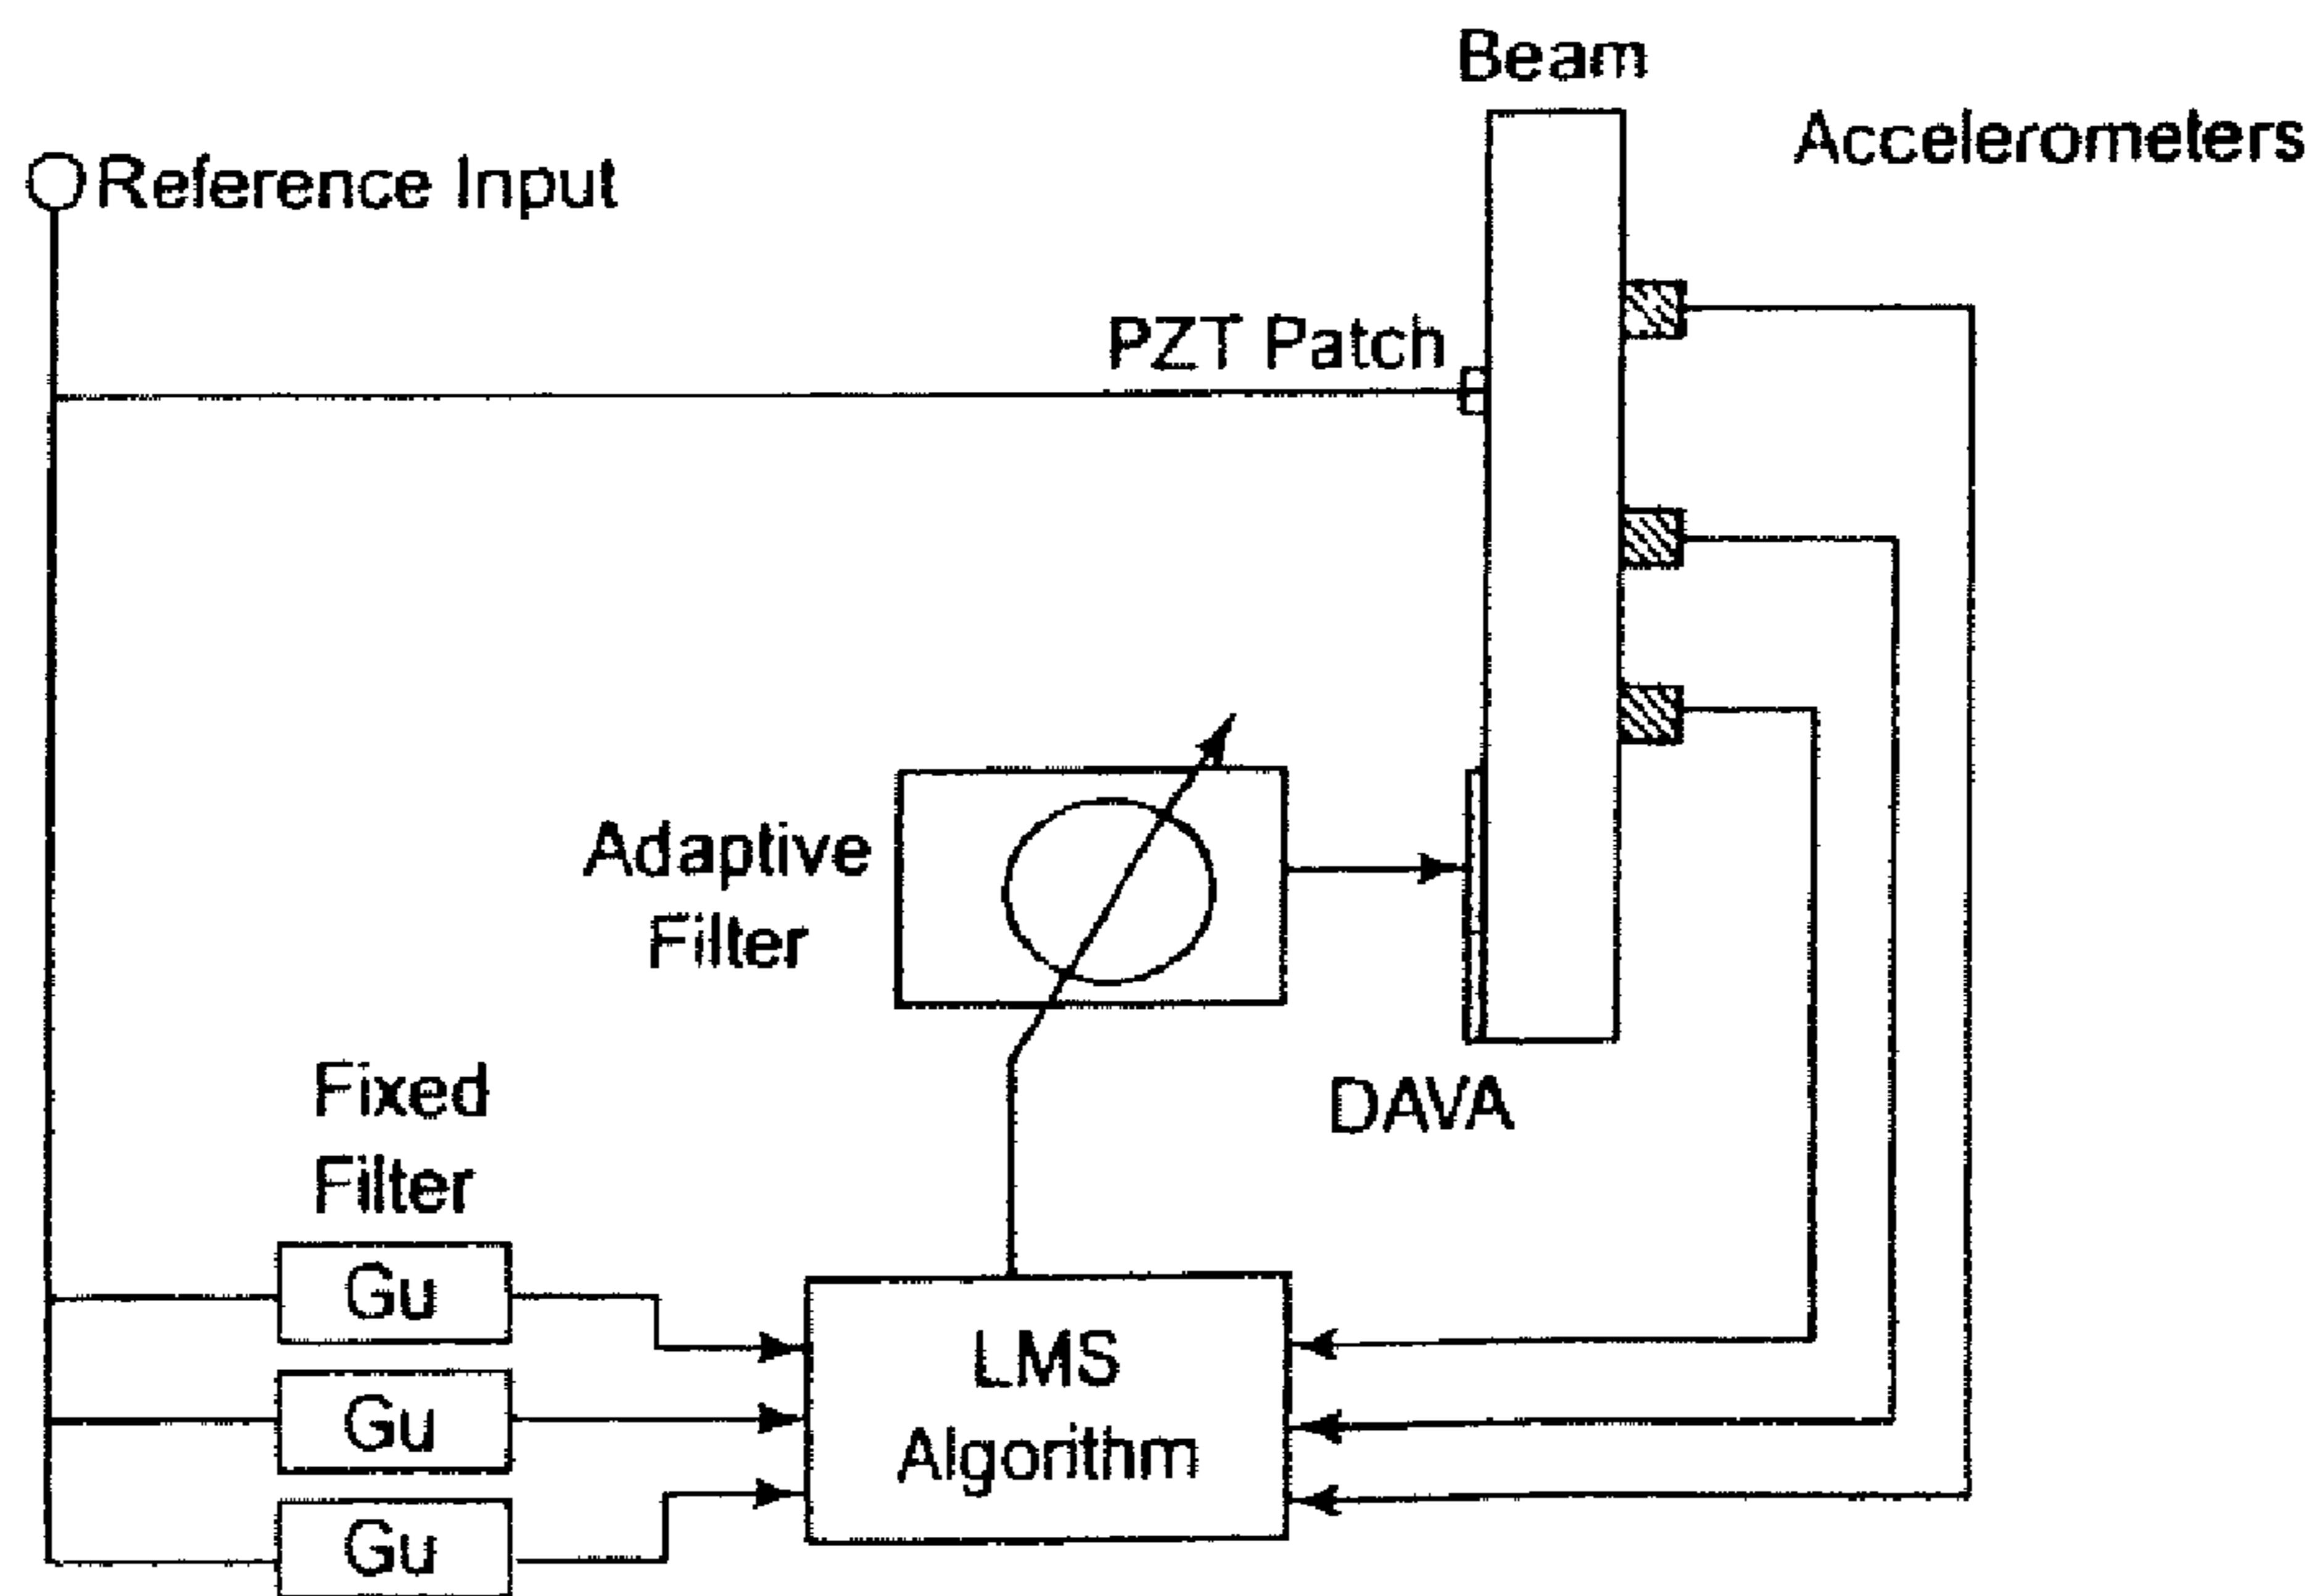 Beam
Accelerometers
Reference Input
PZT Patch
Adaptive
Filter
DAVA
Fixed
Filter
Gu
Gu
Gu
LMS
Algorithm